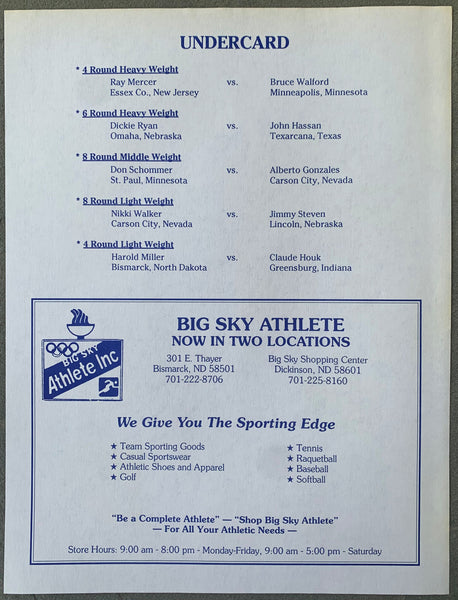 UNDERCARD
* 4 Round Heavy Weight
Ray Mercer vs. Bruce Walford
Essex Co., New Jersey Minneapolis, Minnesota
* 6 Round Heavy Weight
Dickie Ryan vs. John Hassan
Omaha, Nebraska Texarcana, Texas
* 8 Round Middle Weight
Don Schommer vs. Alberto Gonzales
St. Paul, Minnesota Carson City, Nevada
* 8 Round Light Weight
Nikki Walker vs. Jimmy Steven
Carson City, Nevada Lincoln, Nebraska
* 4 Round Light Weight
Harold Miller vs. Claude Houk
Bismarck, North Dakota Greensburg, Indiana
BIG SKY
Athlete Inc
BIG SKY ATHLETE
NOW IN TWO LOCATIONS
301 E. Thayer Big Sky Shopping Center
Bismarck, ND 58501 Dickinson, ND 58601
701-222-8706 701-225-8160
We Give You The Sporting Edge
★ Team Sporting Goods ★ Tennis
★ Casual Sportswear ★ Raquetball
★ Athletic Shoes and Apparel ★ Baseball
★ Golf ★ Softball
"Be a Complete Athlete" — "Shop Big Sky Athlete"
— For All Your Athletic Needs —
Store Hours: 9:00 am - 8:00 pm - Monday-Friday, 9:00 am - 5:00 pm - Saturday